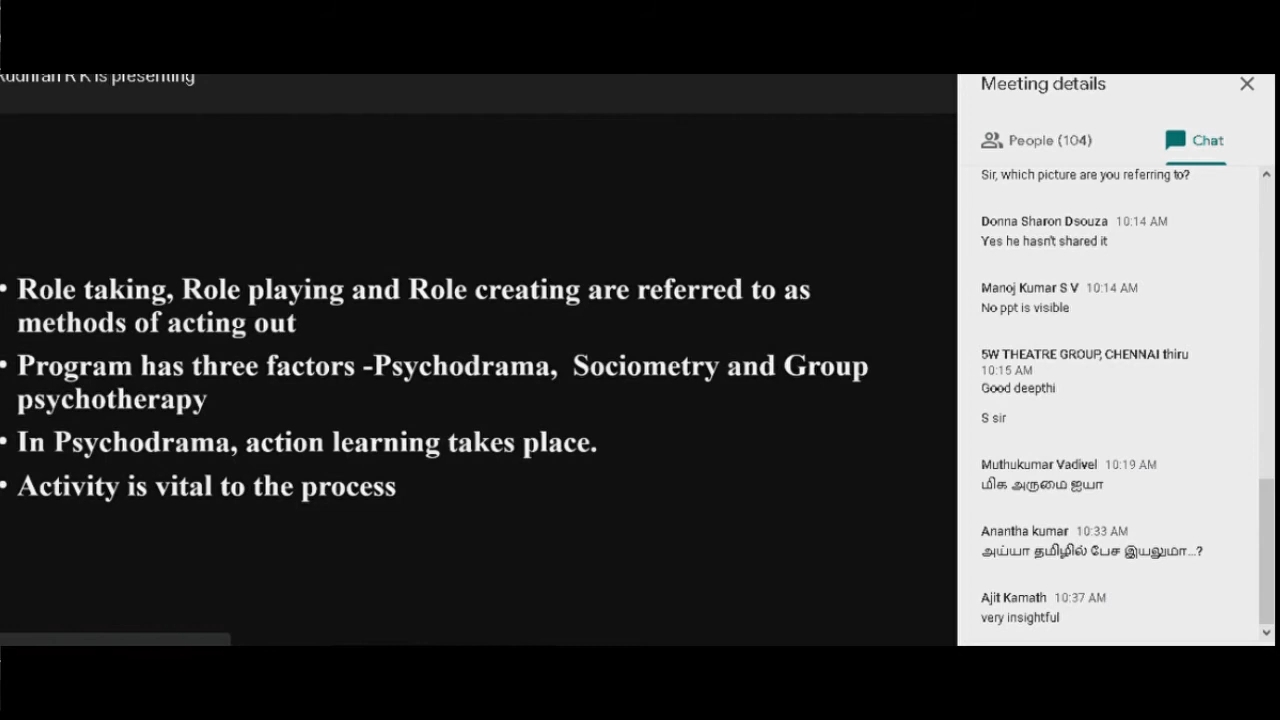 R K is presenting
• Role taking, Role playing and Role creating are referred to as
methods of acting out
• Program has three factors -Psychodrama, Sociometry and Group
psychotherapy
• In Psychodrama, action learning takes place.
• Activity is vital to the process
Meeting details
People (104)
Chat
Sir, which picture are you referring to?
Donna Sharon Dsouza 10:14 AM
Yes he hasn't shared it
Manoj Kumar S V 10:14 AM
No ppt is visible
5W THEATRE GROUP, CHENNAI thiru
10:15 AM
Good deepthi
S sir
Muthukumar Vadivel 10:19 AM
மிக அருமை ஐயா
Anantha kumar 10:33 AM
அய்யா தமிழில் பேச இயலுமா...?
Ajit Kamath 10:37 AM
very insightful